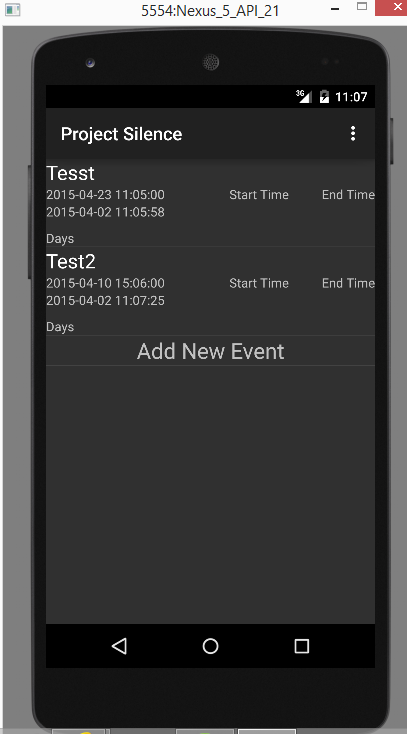 5554:Nexus_5_API_21
3G 11:07
Project Silence
Tesst
2015-04-23 11:05:00 Start Time End Time
2015-04-02 11:05:58
Days
Test2
2015-04-10 15:06:00 Start Time End Time
2015-04-02 11:07:25
Days
Add New Event